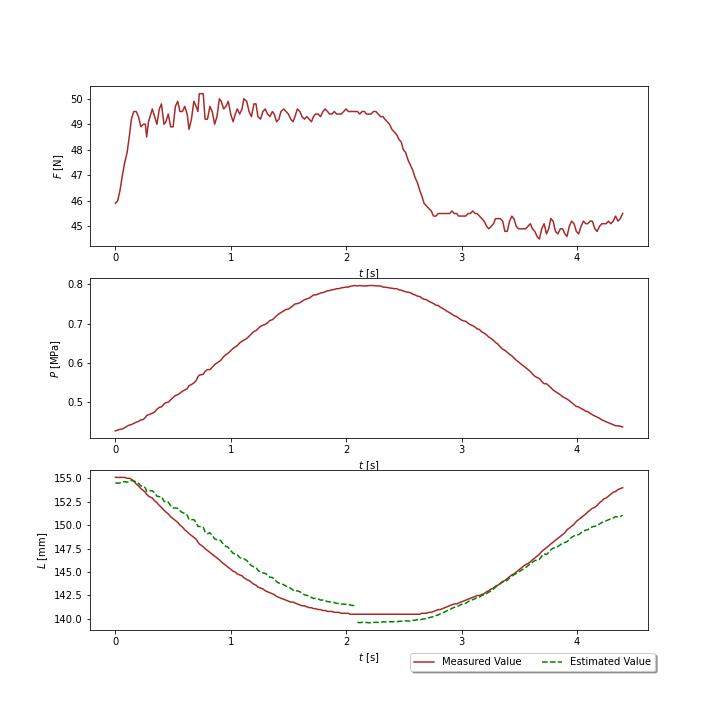 F [N]
50
49
48
47
46
45
0 1 2 3 4
t [s]
P [MPa]
0.8
0.7
0.6
0.5
0 1 2 3 4
t [s]
L [mm]
155.0
152.5
150.0
147.5
145.0
142.5
140.0
0 1 2 3 4
t [s]
Measured Value Estimated Value